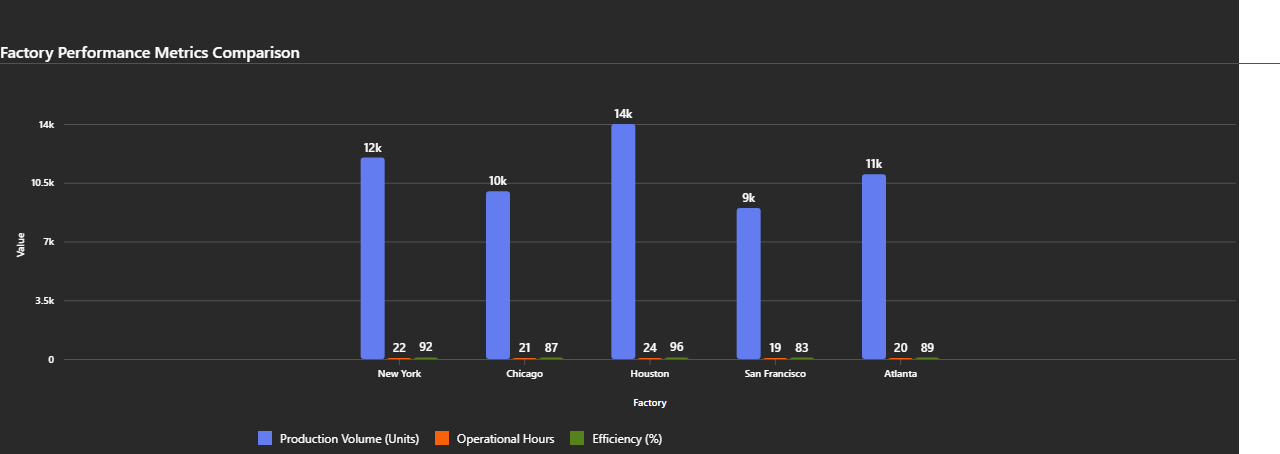 Factory Performance Metrics Comparison
14k
12k
14k
11k
10k
9k
10.5k
7k
3.5k
0
Value
22 92
21 87
24 96
19 83
20 89
New York Chicago Houston San Francisco Atlanta
Factory
Production Volume (Units) Operational Hours Efficiency (%)